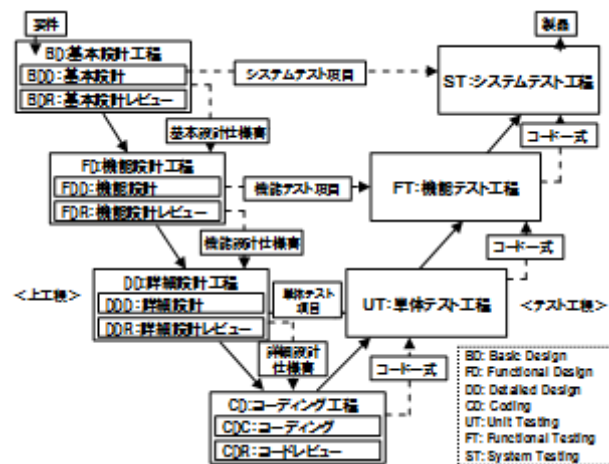 要件
BD:基本設計工程
BDD:基本設計
BDR:基本設計レビュー
システムテスト項目
製品
ST:システムテスト工程
基本設計仕様書
コード一式
FD:機能設計工程
FDD:機能設計
FDR:機能設計レビュー
機能テスト項目
FT:機能テスト工程
機能設計仕様書
コード一式
<上工程>
DD:詳細設計工程
DDD:詳細設計
DDR:詳細設計レビュー
単体テスト
項目
UT:単体テスト工程
<テスト工程>
詳細設計
仕様書
コード一式
CD:コーディング工程
CDC:コーディング
CDR:コードレビュー
BD: Basic Design
FD: Functional Design
DD: Detailed Design
CD: Coding
UT: Unit Testing
FT: Functional Testing
ST: System Testing